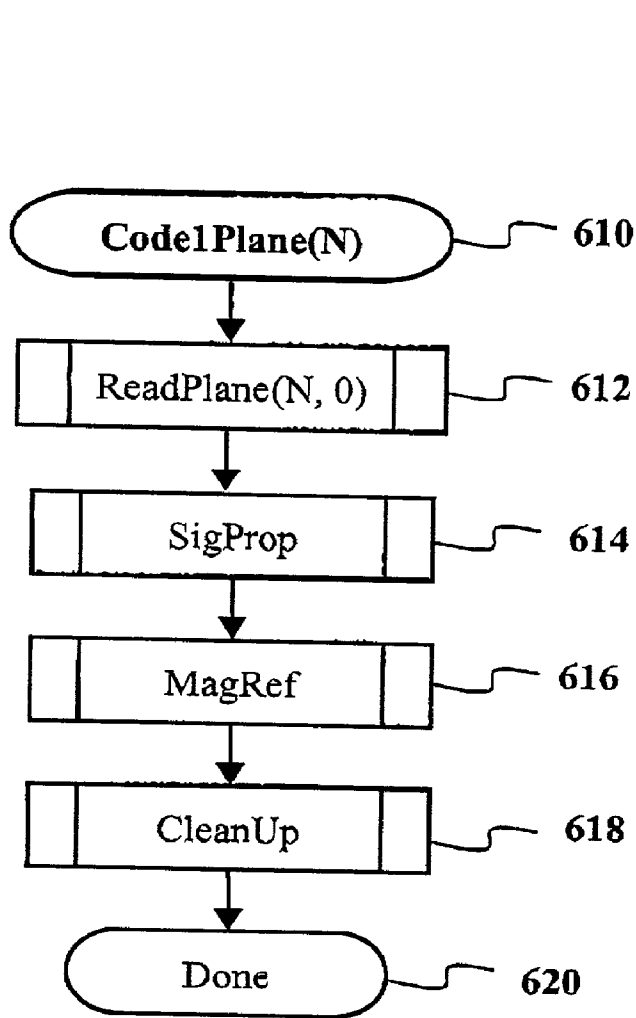 Code1Plane(N) 610
ReadPlane(N, 0) 612
SigProp 614
MagRef 616
CleanUp 618
Done 620